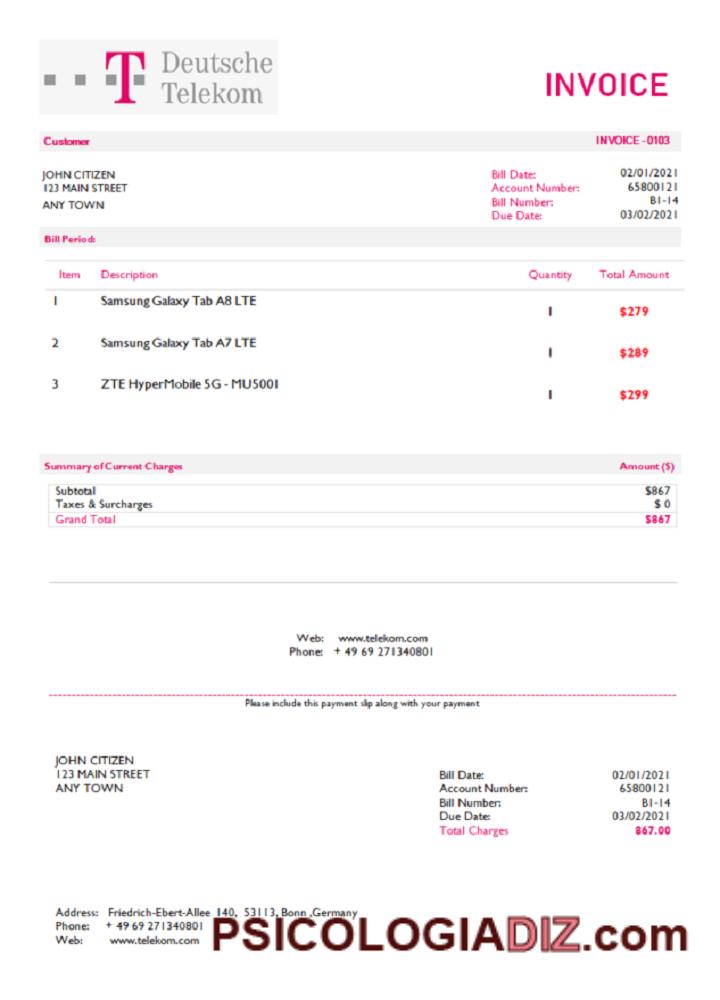 Deutsche
Telekom
INVOICE
Customer INVOICE -0103
JOHN CITIZEN
123 MAIN STREET
ANY TOWN
Bill Date: 02/01/2021
Account Number: 65800121
Bill Number: B1-14
Due Date: 03/02/2021
Bill Period:
Item Description Quantity Total Amount
1 Samsung Galaxy Tab A8 LTE 1 $279
2 Samsung Galaxy Tab A7 LTE 1 $289
3 ZTE HyperMobile 5G - MU5001 1 $299
Summary of Current Charges Amount ($)
Subtotal $867
Taxes & Surcharges $ 0
Grand Total $867
Web: www.telekom.com
Phone: + 49 69 271340801
Please include this payment slip along with your payment
JOHN CITIZEN
123 MAIN STREET
ANY TOWN
Bill Date: 02/01/2021
Account Number: 65800121
Bill Number: B1-14
Due Date: 03/02/2021
Total Charges 867.00
Address: Friedrich-Ebert-Allee 140, 53113, Bonn ,Germany
Phone: + 49 69 271340801
Web: www.telekom.com
PSICOLOGIADIZ.com